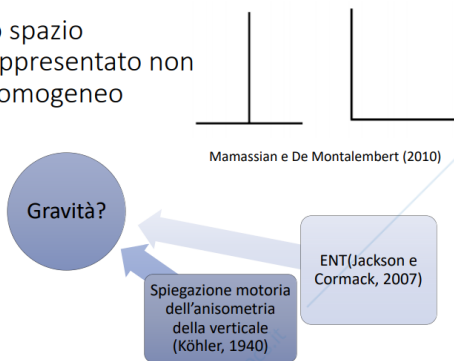 o spazio
appresentato non
omogeneo
Mamassian e De Montalembert (2010)
Gravità?
ENT(Jackson e
Cormack, 2007)
Spiegazione motoria
dell'anisometria
della verticale
(Köhler, 1940)